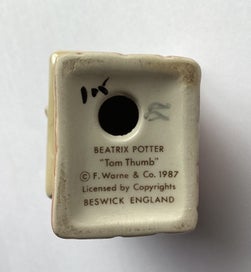 BEATRIX POTTER
"Tom Thumb"
© F. Warne & Co. 1987
Licensed by Copyrights
BESWICK ENGLAND